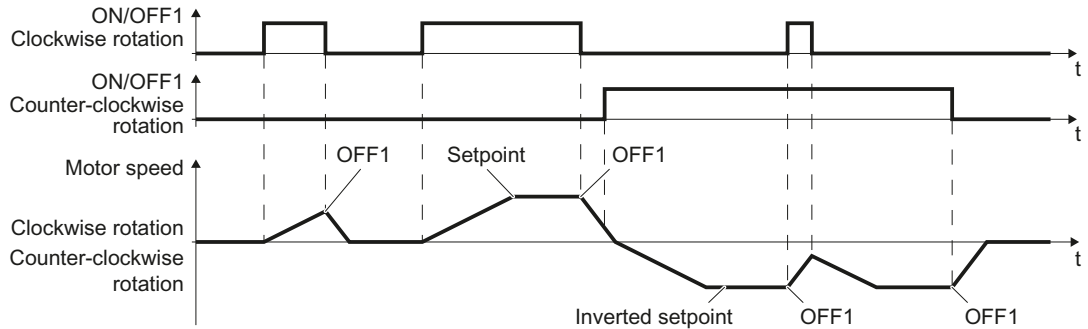 ON/OFF1
Clockwise rotation
t
ON/OFF1
Counter-clockwise
rotation
t
Motor speed
OFF1
Setpoint
OFF1
Clockwise rotation
Counter-clockwise
rotation
t
Inverted setpoint
OFF1
OFF1